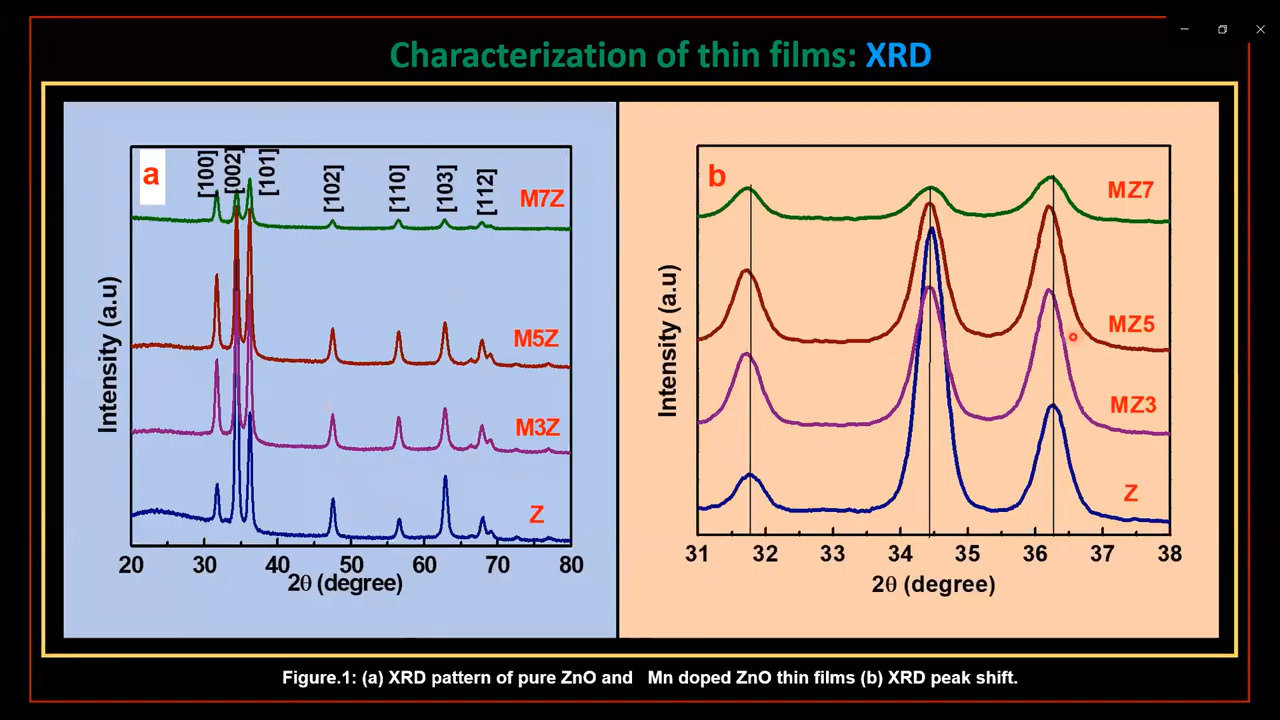 Characterization of thin films: XRD
a
[100]
[002]
[101]
[102]
[110]
[103]
[112]
M7Z
M5Z
M3Z
Z
Intensity (a.u)
20 30 40 50 60 70 80
2θ (degree)
b
MZ7
MZ5
MZ3
Z
Intensity (a.u)
31 32 33 34 35 36 37 38
2θ (degree)
Figure.1: (a) XRD pattern of pure ZnO and Mn doped ZnO thin films (b) XRD peak shift.